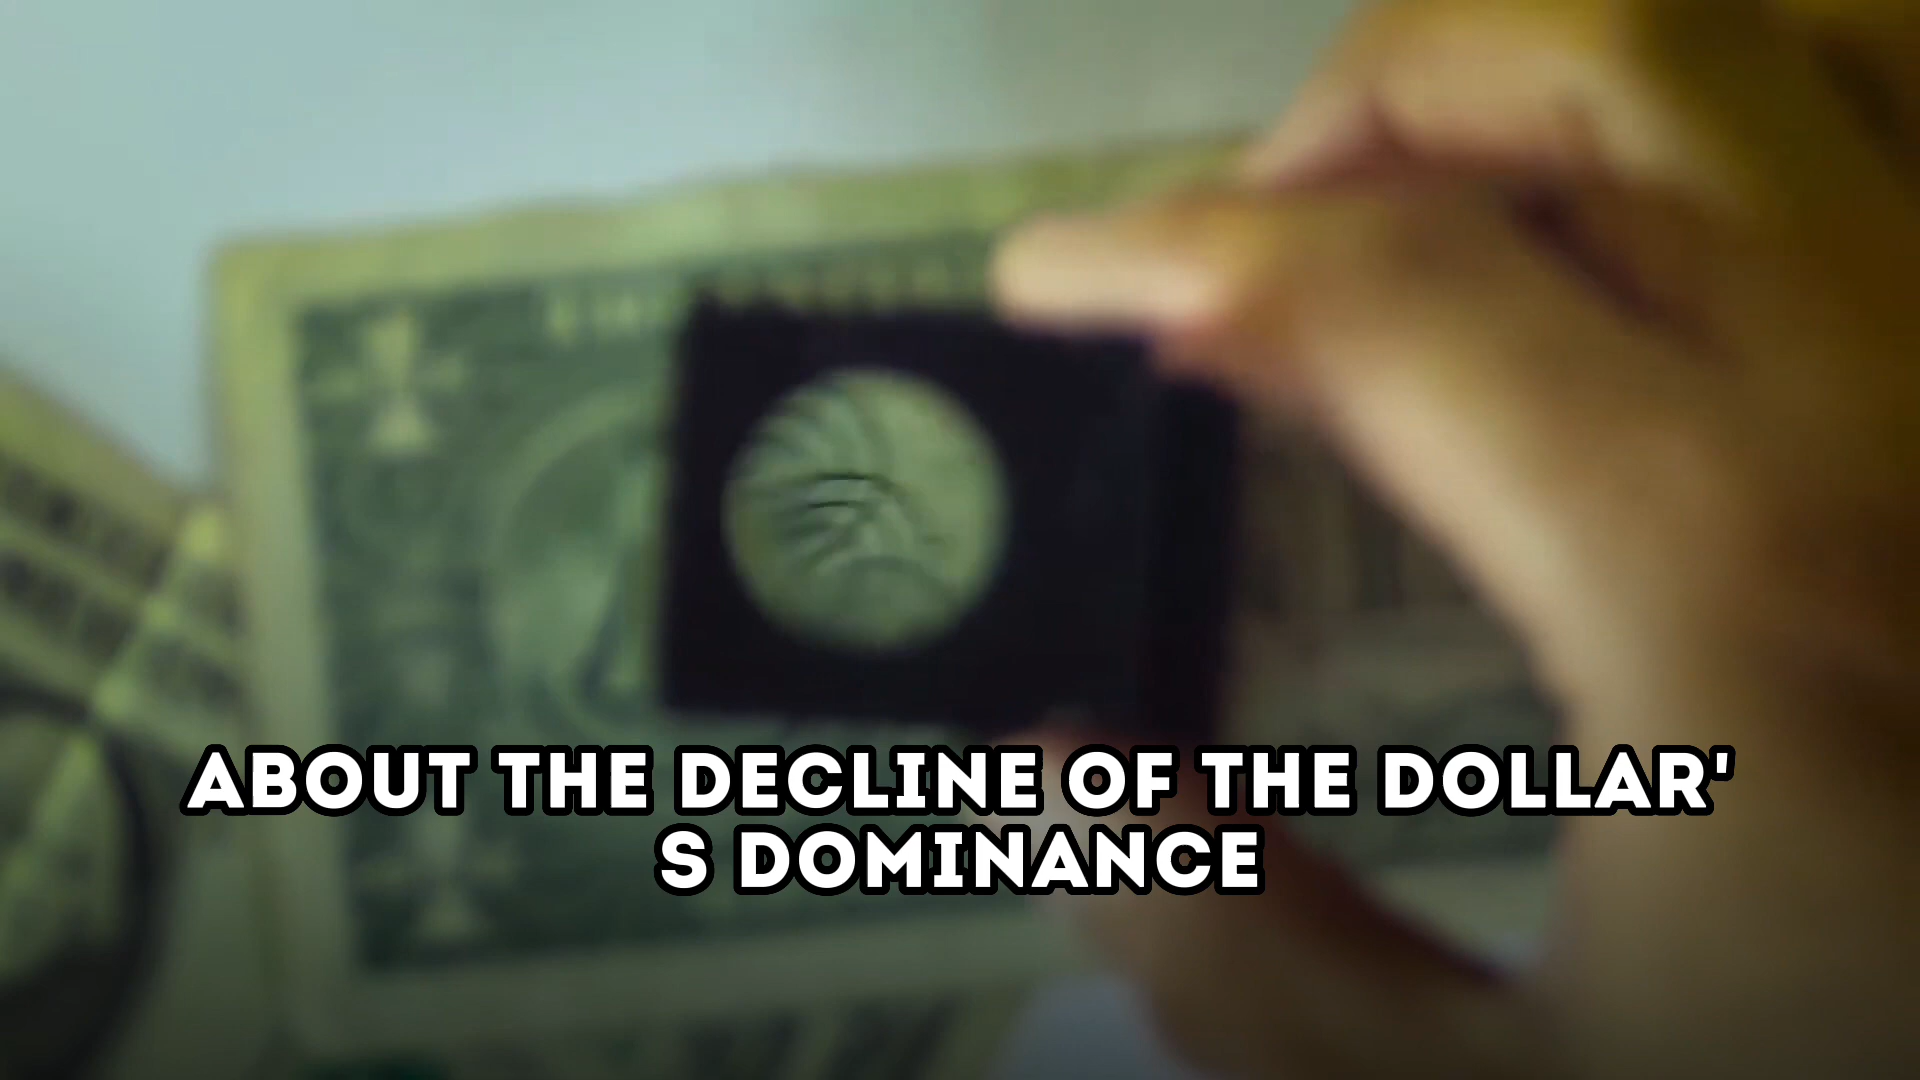 ABOUT THE DECLINE OF THE DOLLAR'
S DOMINANCE